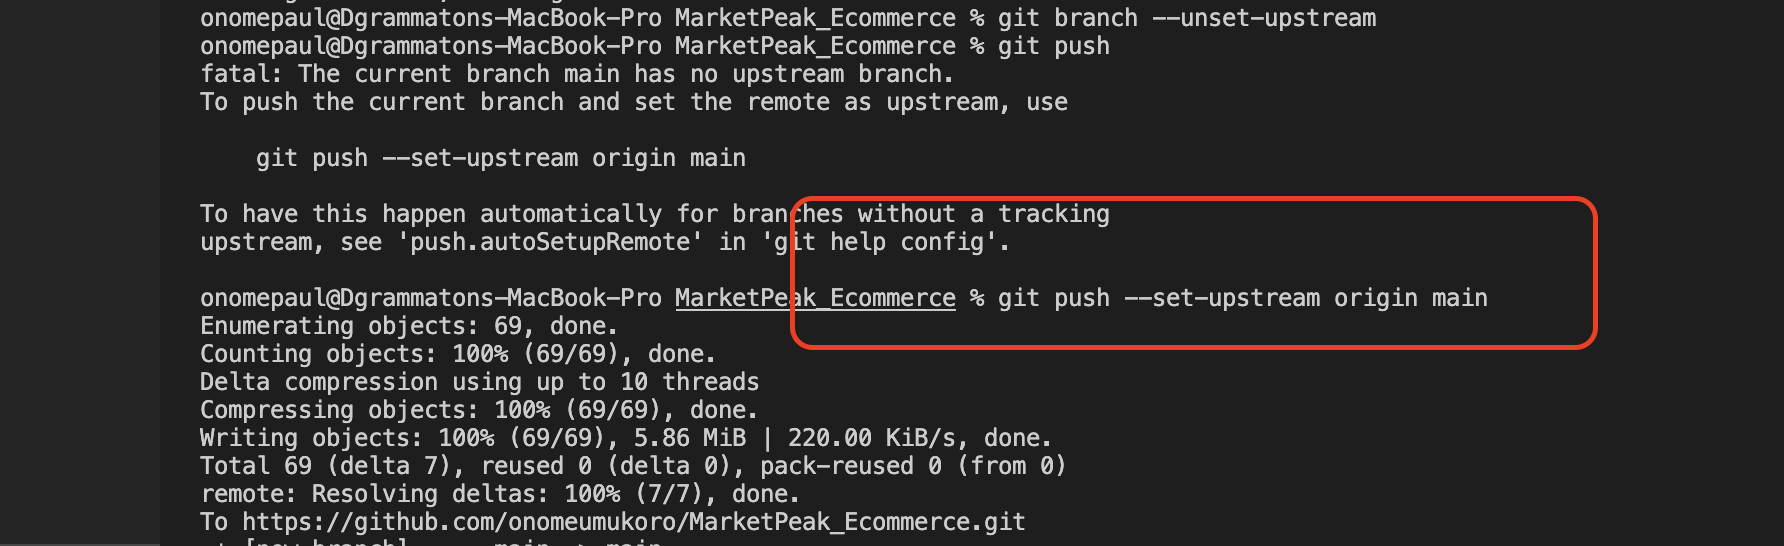 onomepaul@Dgrammatons-MacBook-Pro MarketPeak_Ecommerce % git branch --unset-upstream
onomepaul@Dgrammatons-MacBook-Pro MarketPeak_Ecommerce % git push
fatal: The current branch main has no upstream branch.
To push the current branch and set the remote as upstream, use
git push --set-upstream origin main
To have this happen automatically for branches without a tracking
upstream, see 'push.autoSetupRemote' in 'git help config'.
onomepaul@Dgrammatons-MacBook-Pro MarketPeak_Ecommerce % git push --set-upstream origin main
Enumerating objects: 69, done.
Counting objects: 100% (69/69), done.
Delta compression using up to 10 threads
Compressing objects: 100% (69/69), done.
Writing objects: 100% (69/69), 5.86 MiB | 220.00 KiB/s, done.
Total 69 (delta 7), reused 0 (delta 0), pack-reused 0 (from 0)
remote: Resolving deltas: 100% (7/7), done.
To https://github.com/onomeumukoro/MarketPeak_Ecommerce.git